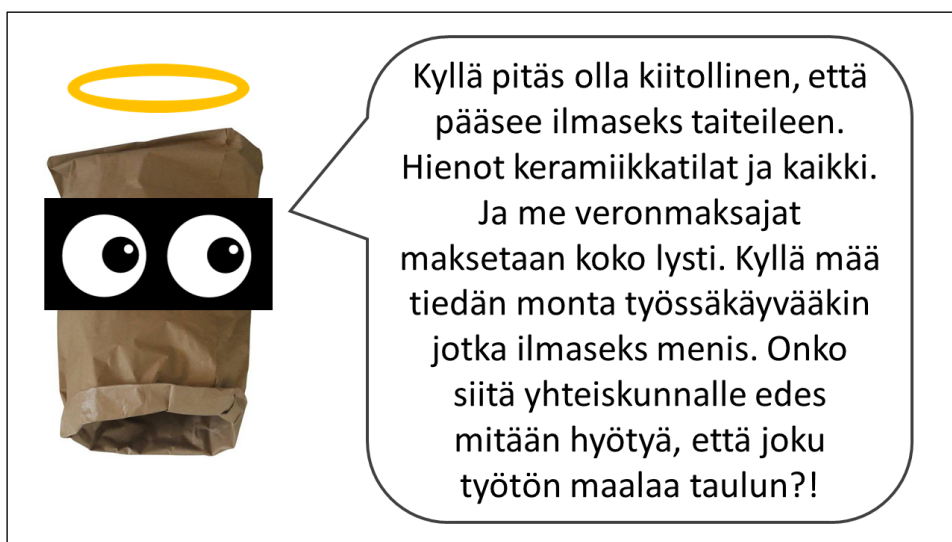 Kyllä pitäs olla kiitollinen, että
pääsee ilmaseks taiteileen.
Hienot keramiikkatilat ja kaikki.
Ja me veronmaksajat
maksetaan koko lysti. Kyllä mää
tiedän monta työssäkäyvääkin
jotka ilmaseks menis. Onko
siitä yhteiskunnalle edes
mitään hyötyä, että joku
työtön maalaa taulun?!